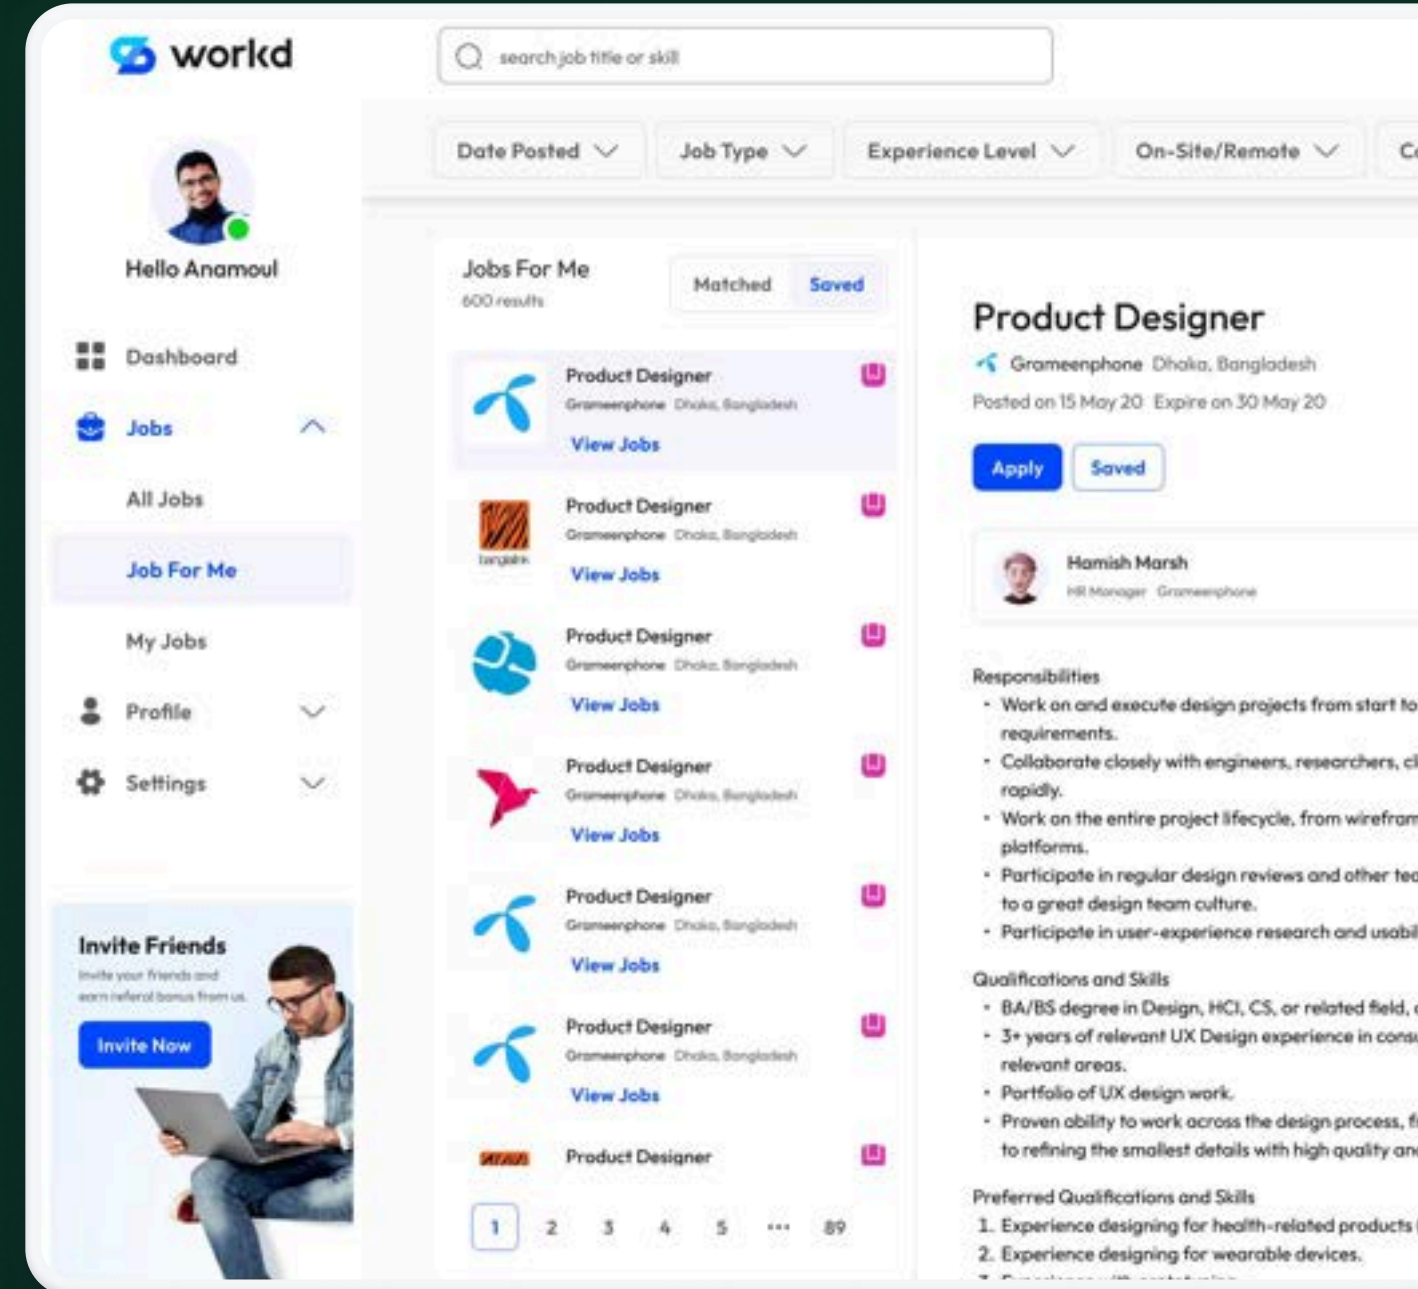 workd
search job title or skill
Date Posted
Job Type
Experience Level
On-Site/Remote
Hello Anamoul
Dashboard
Jobs
All Jobs
Job For Me
My Jobs
Profile
Settings
Invite Friends
Invite your friends and
earn referal bonus from us.
Invite Now
Jobs For Me
600 results
Matched
Saved
Product Designer
Grameenphone Dhaka, Bangladesh
View Jobs
Product Designer
Grameenphone Dhaka, Bangladesh
View Jobs
banglalink
Product Designer
Grameenphone Dhaka, Bangladesh
View Jobs
Product Designer
Grameenphone Dhaka, Bangladesh
View Jobs
Product Designer
Grameenphone Dhaka, Bangladesh
View Jobs
Product Designer
Grameenphone Dhaka, Bangladesh
View Jobs
Product Designer
1 2 3 4 5 ... 89
Product Designer
Grameenphone Dhaka, Bangladesh
Posted on 15 May 20 Expire on 30 May 20
Apply
Saved
Hamish Marsh
HR Manager Grameenphone
Responsibilities
• Work on and execute design projects from start to
requirements.
• Collaborate closely with engineers, researchers,
rapidly.
• Work on the entire project lifecycle, from
platforms.
• Participate in regular design reviews and other
to a great design team culture.
• Participate in user-experience research and
Qualifications and Skills
• BA/BS degree in Design, HCI, CS, or related field,
• 3+ years of relevant UX Design experience in
relevant areas.
• Portfolio of UX design work.
• Proven ability to work across the design process,
to refining the smallest details with high quality
Preferred Qualifications and Skills
1. Experience designing for health-related products
2. Experience designing for wearable devices.